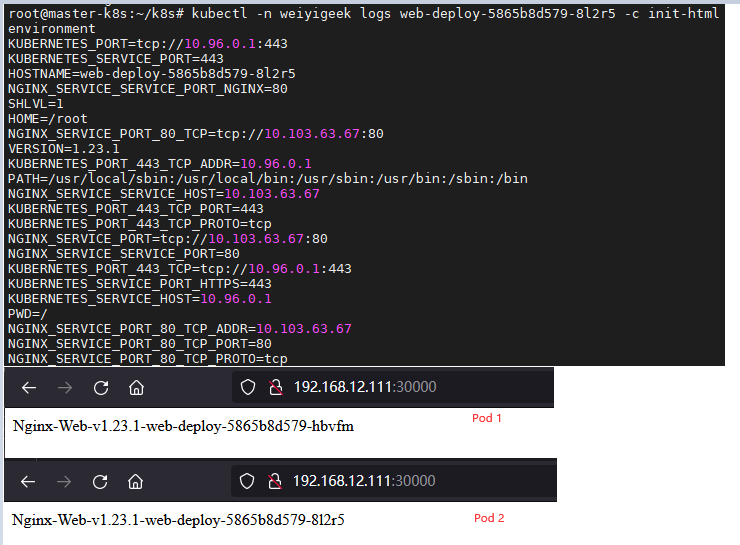 root@master-k8s:~/k8s# kubectl -n weiyigeek logs web-deploy-5865b8d579-8l2r5 -c init-html
environment
KUBERNETES_PORT=tcp://10.96.0.1:443
KUBERNETES_SERVICE_PORT=443
HOSTNAME=web-deploy-5865b8d579-8l2r5
NGINX_SERVICE_SERVICE_PORT_NGINX=80
SHLVL=1
HOME=/root
NGINX_SERVICE_PORT_80_TCP=tcp://10.103.63.67:80
VERSION=1.23.1
KUBERNETES_PORT_443_TCP_ADDR=10.96.0.1
PATH=/usr/local/sbin:/usr/local/bin:/usr/sbin:/usr/bin:/sbin:/bin
NGINX_SERVICE_SERVICE_HOST=10.103.63.67
KUBERNETES_PORT_443_TCP_PORT=443
KUBERNETES_PORT_443_TCP_PROTO=tcp
NGINX_SERVICE_PORT=tcp://10.103.63.67:80
NGINX_SERVICE_SERVICE_PORT=80
KUBERNETES_PORT_443_TCP=tcp://10.96.0.1:443
KUBERNETES_SERVICE_PORT_HTTPS=443
KUBERNETES_SERVICE_HOST=10.96.0.1
PWD=/
NGINX_SERVICE_PORT_80_TCP_ADDR=10.103.63.67
NGINX_SERVICE_PORT_80_TCP_PORT=80
NGINX_SERVICE_PORT_80_TCP_PROTO=tcp
192.168.12.111:30000
Nginx-Web-v1.23.1-web-deploy-5865b8d579-hbvfm
Pod 1
192.168.12.111:30000
Nginx-Web-v1.23.1-web-deploy-5865b8d579-8l2r5
Pod 2